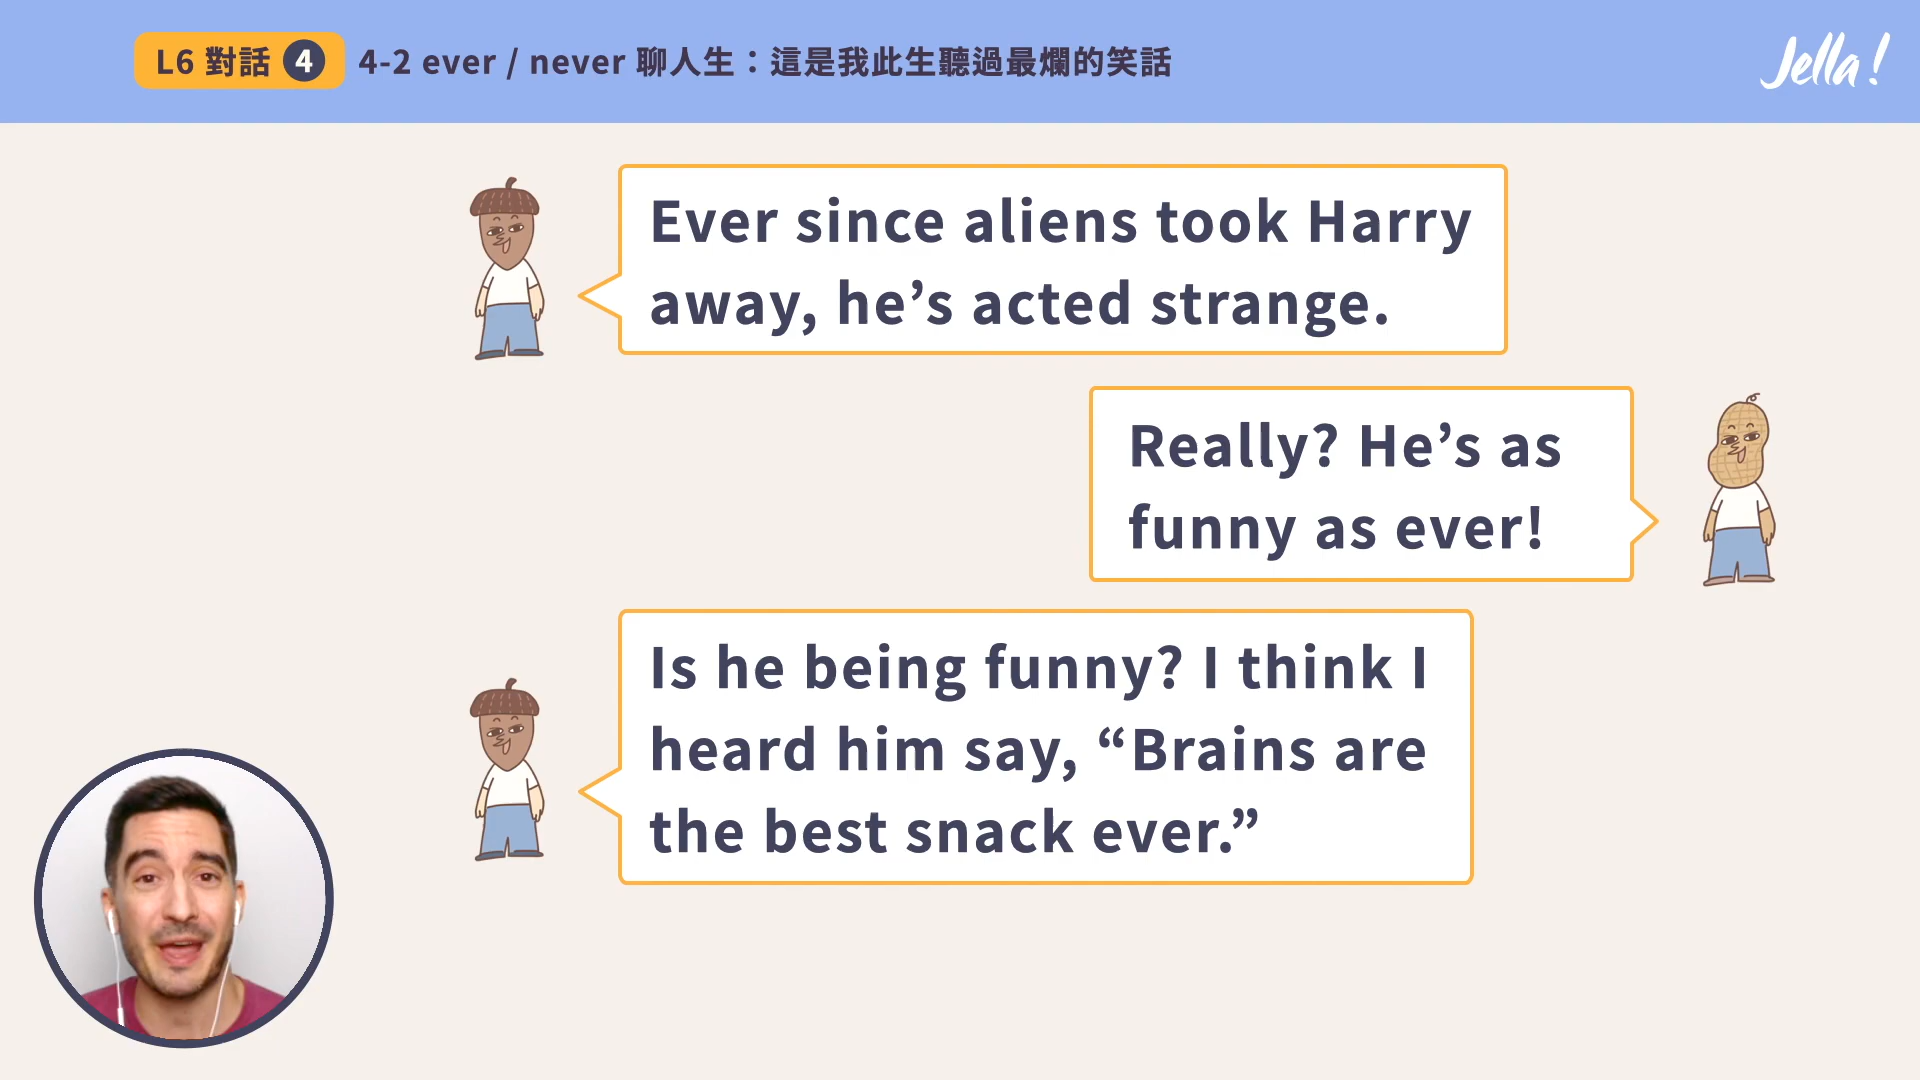 L6 對話 4 4-2 ever / never 聊人生：這是我此生聽過最爛的笑話
Jella!
Ever since aliens took Harry
away, he’s acted strange.
Really? He’s as
funny as ever!
Is he being funny? I think I
heard him say, “Brains are
the best snack ever.”